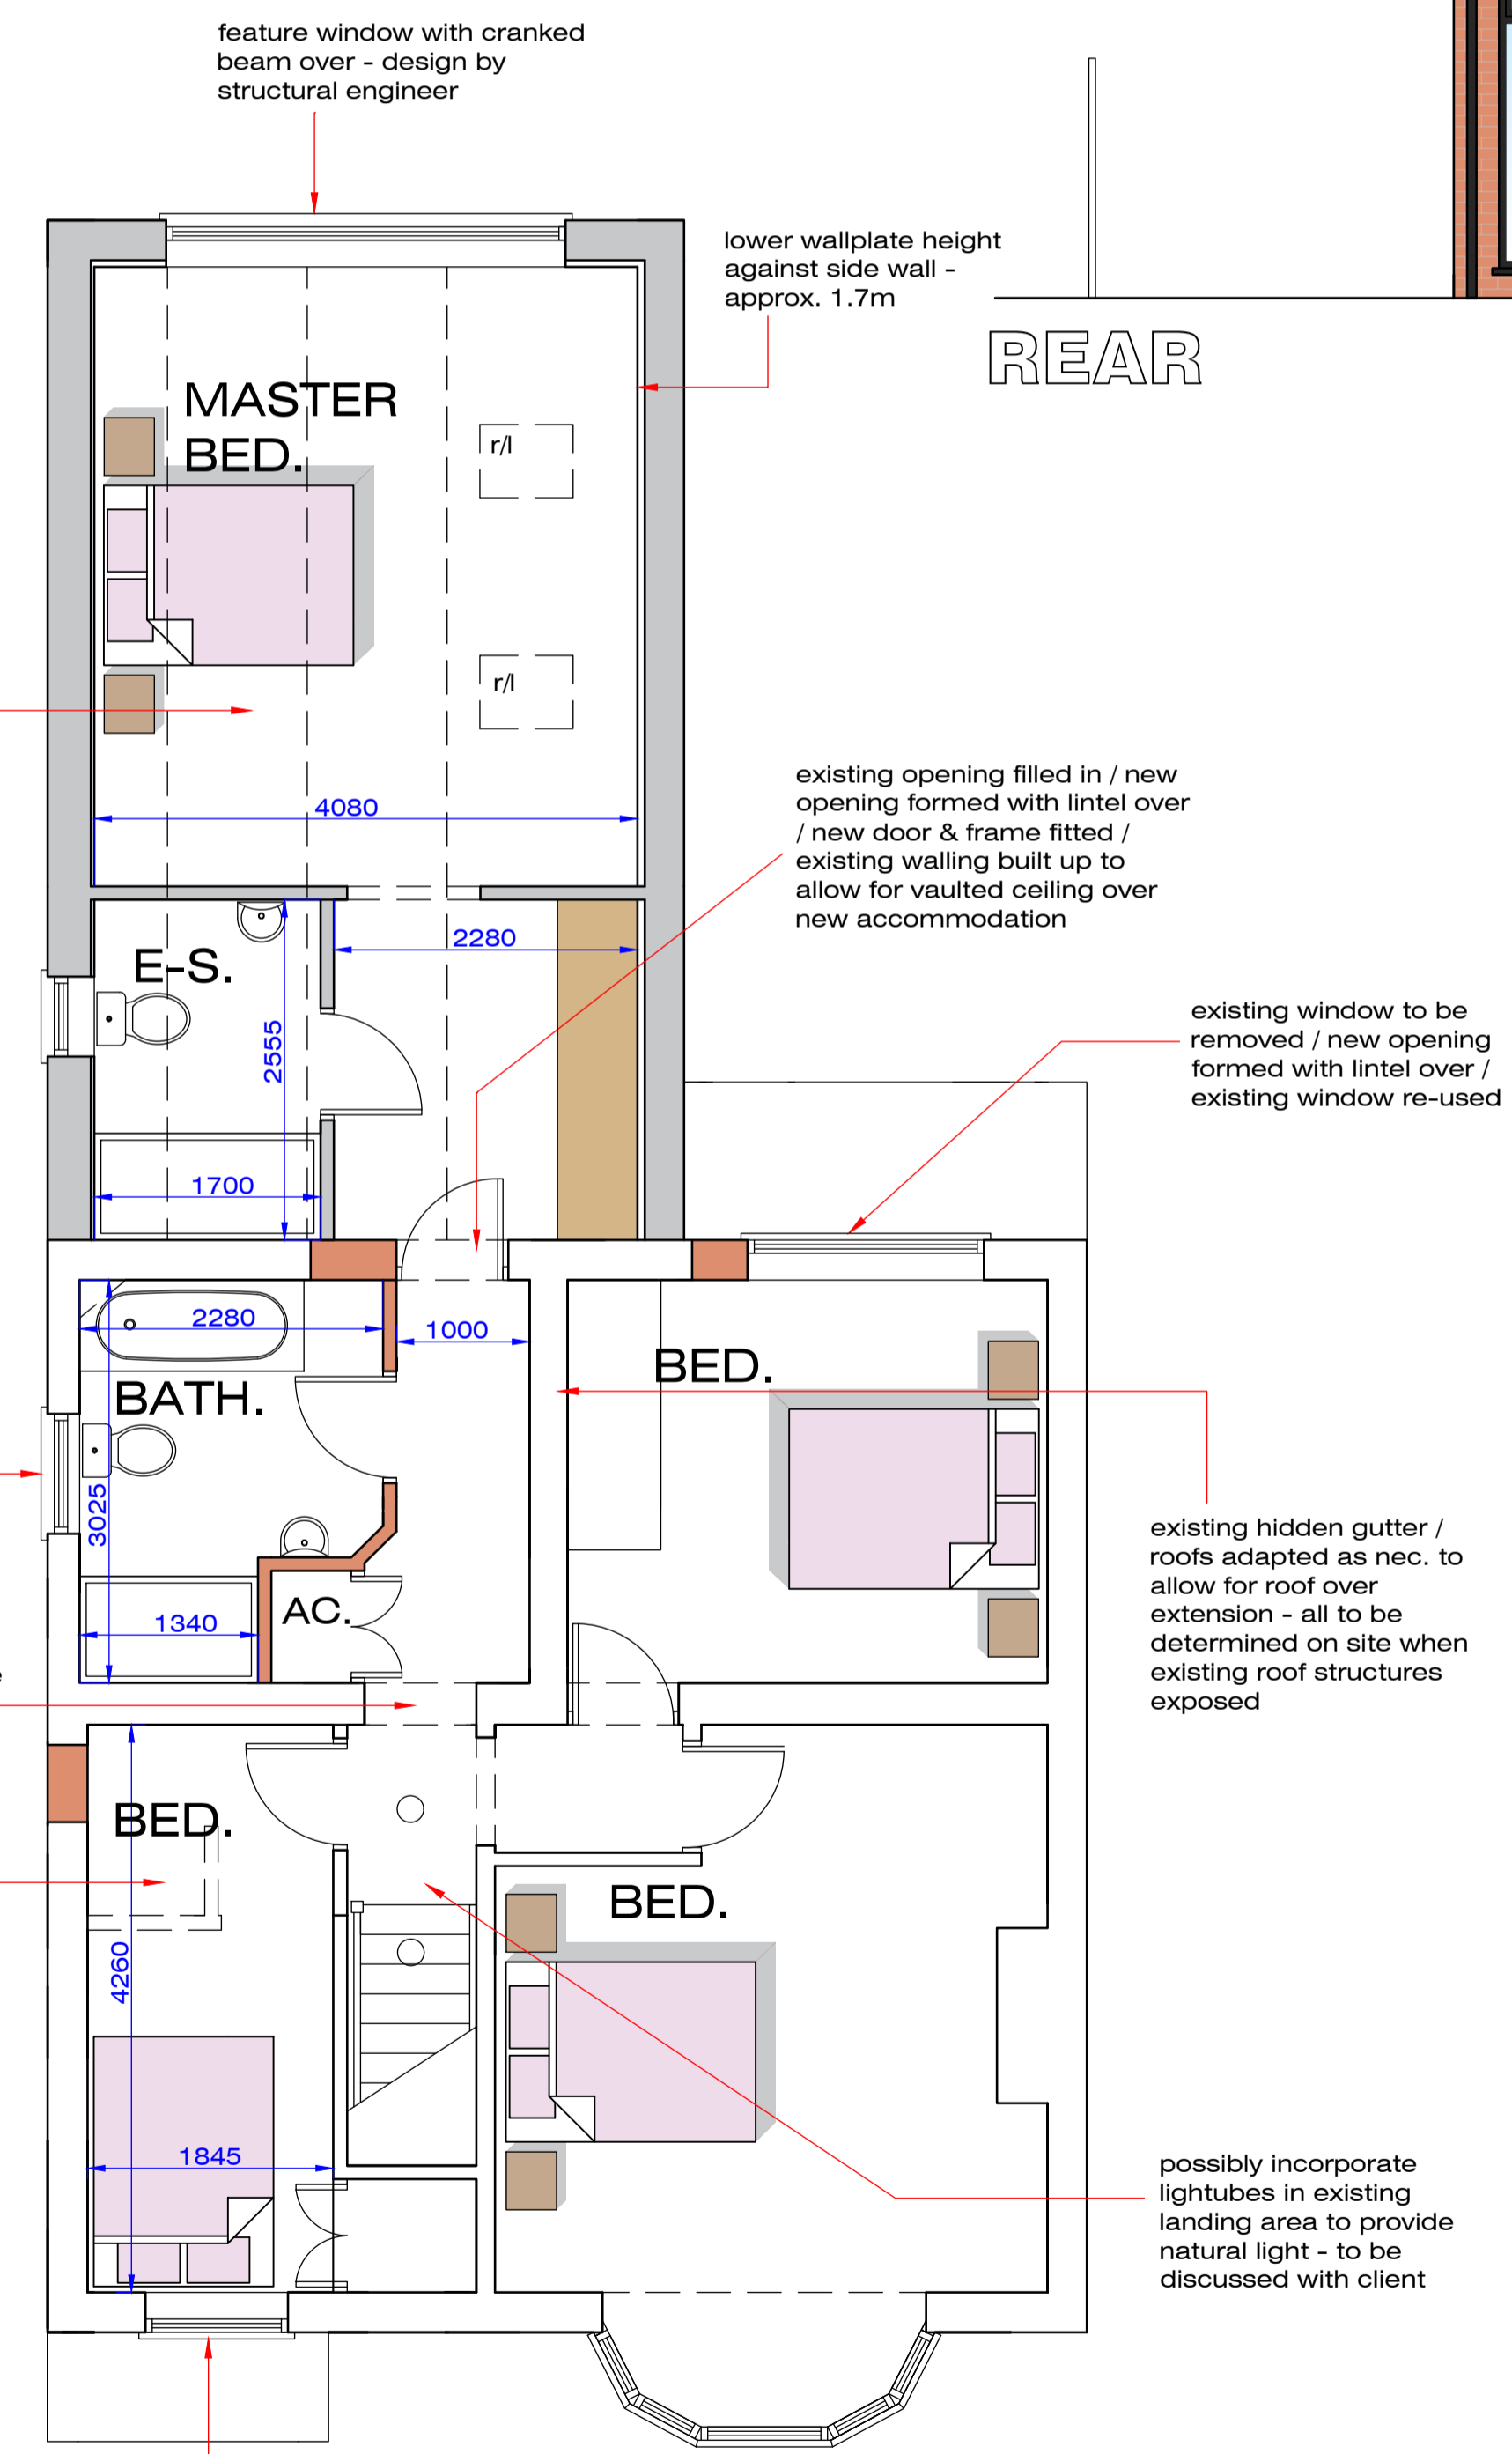 feature window with cranked
beam over - design by
structural engineer
lower wallplate height
against side wall -
approx. 1.7m
REAR
MASTER
BED.
r/l
r/l
4080
existing opening filled in / new
opening formed with lintel over
/ new door & frame fitted /
existing walling built up to
allow for vaulted ceiling over
new accommodation
2280
E-S.
2555
1700
existing window to be
removed / new opening
formed with lintel over /
existing window re-used
2280
1000
BATH.
BED.
3025
1340
AC.
existing hidden gutter /
roofs adapted as nec. to
allow for roof over
extension - all to be
determined on site when
existing roof structures
exposed
BED.
BED.
4260
1845
possibly incorporate
lightubes in existing
landing area to provide
natural light - to be
discussed with client